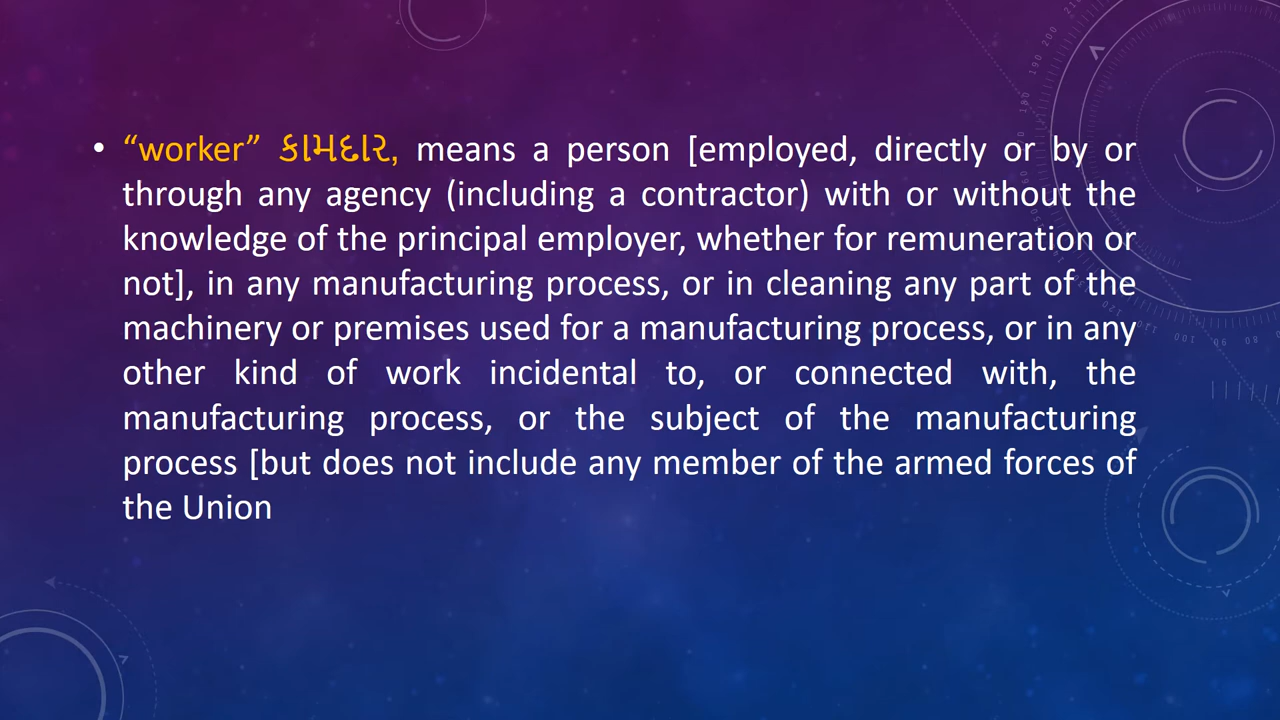 • “worker” કામદાર, means a person [employed, directly or by or
through any agency (including a contractor) with or without the
knowledge of the principal employer, whether for remuneration or
not], in any manufacturing process, or in cleaning any part of the
machinery or premises used for a manufacturing process, or in any
other kind of work incidental to, or connected with, the
manufacturing process, or the subject of the manufacturing
process [but does not include any member of the armed forces of
the Union